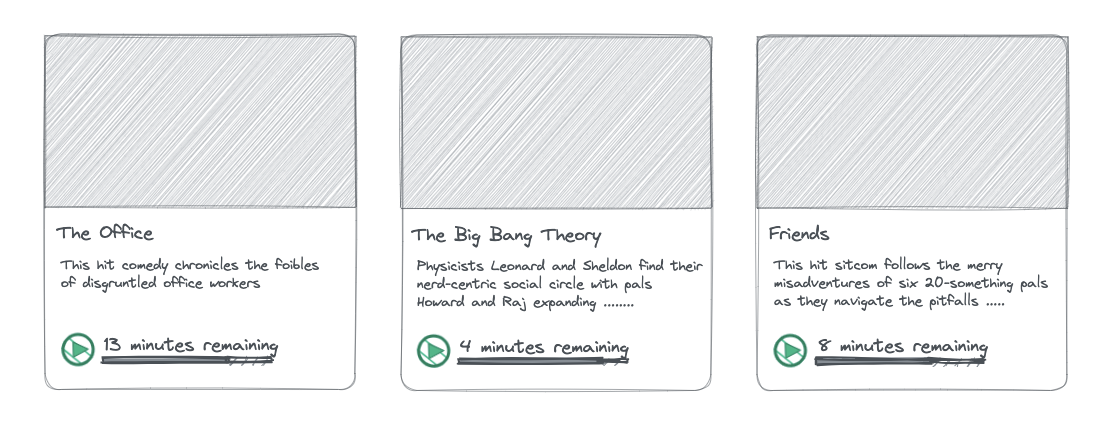 The Office
This hit comedy chronicles the foibles
of disgruntled office workers
13 minutes remaining
The Big Bang Theory
Physicists Leonard and Sheldon find their
nerd-centric social circle with pals
Howard and Raj expanding ........
4 minutes remaining
Friends
This hit sitcom follows the merry
misadventures of six 20-something pals
as they navigate the pitfalls .....
8 minutes remaining